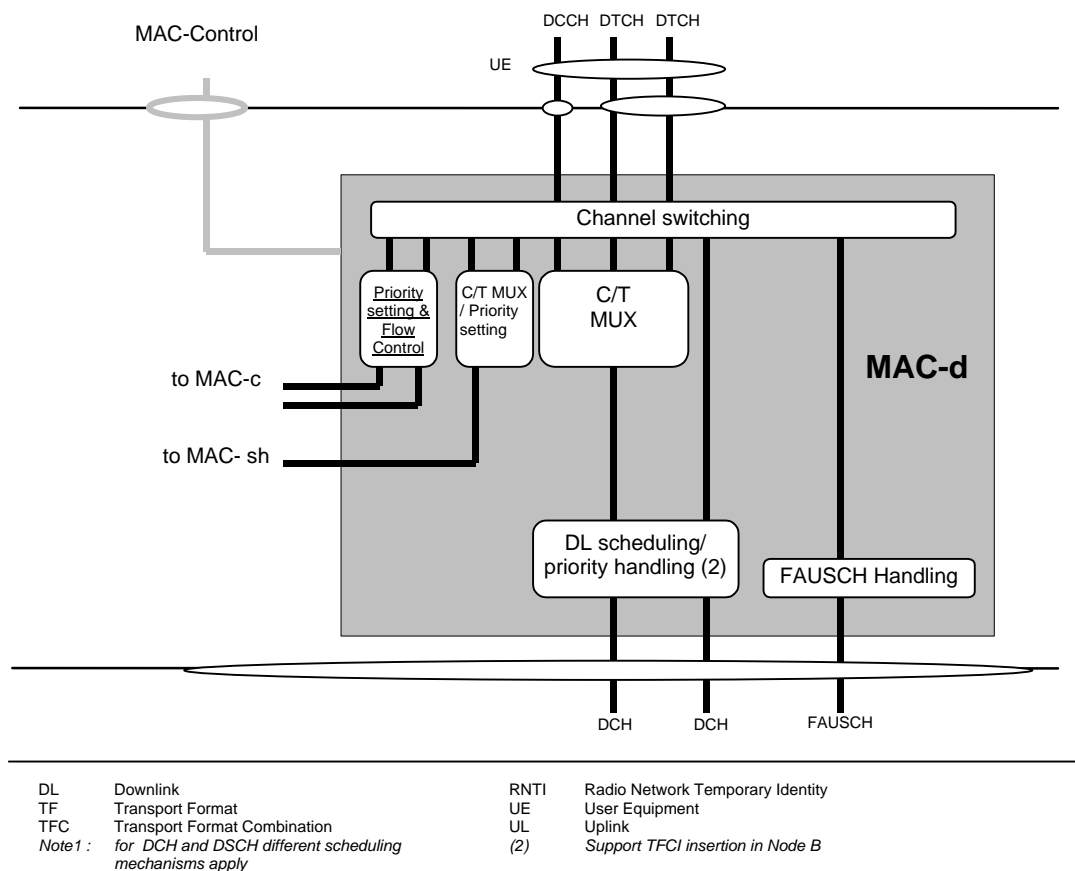 DCCH DTCH DTCH
MAC-Control
UE
Channel switching
Priority
setting &
Flow
Control
C/T MUX
/ Priority
setting
C/T
MUX
MAC-d
to MAC-c
to MAC- sh
DL scheduling/
priority handling (2)
FAUSCH Handling
DCH
DCH
FAUSCH
DL Downlink
TF Transport Format
TFC Transport Format Combination
Note1 : for DCH and DSCH different scheduling
mechanisms apply
RNTI Radio Network Temporary Identity
UE User Equipment
UL Uplink
(2) Support TFCI insertion in Node B